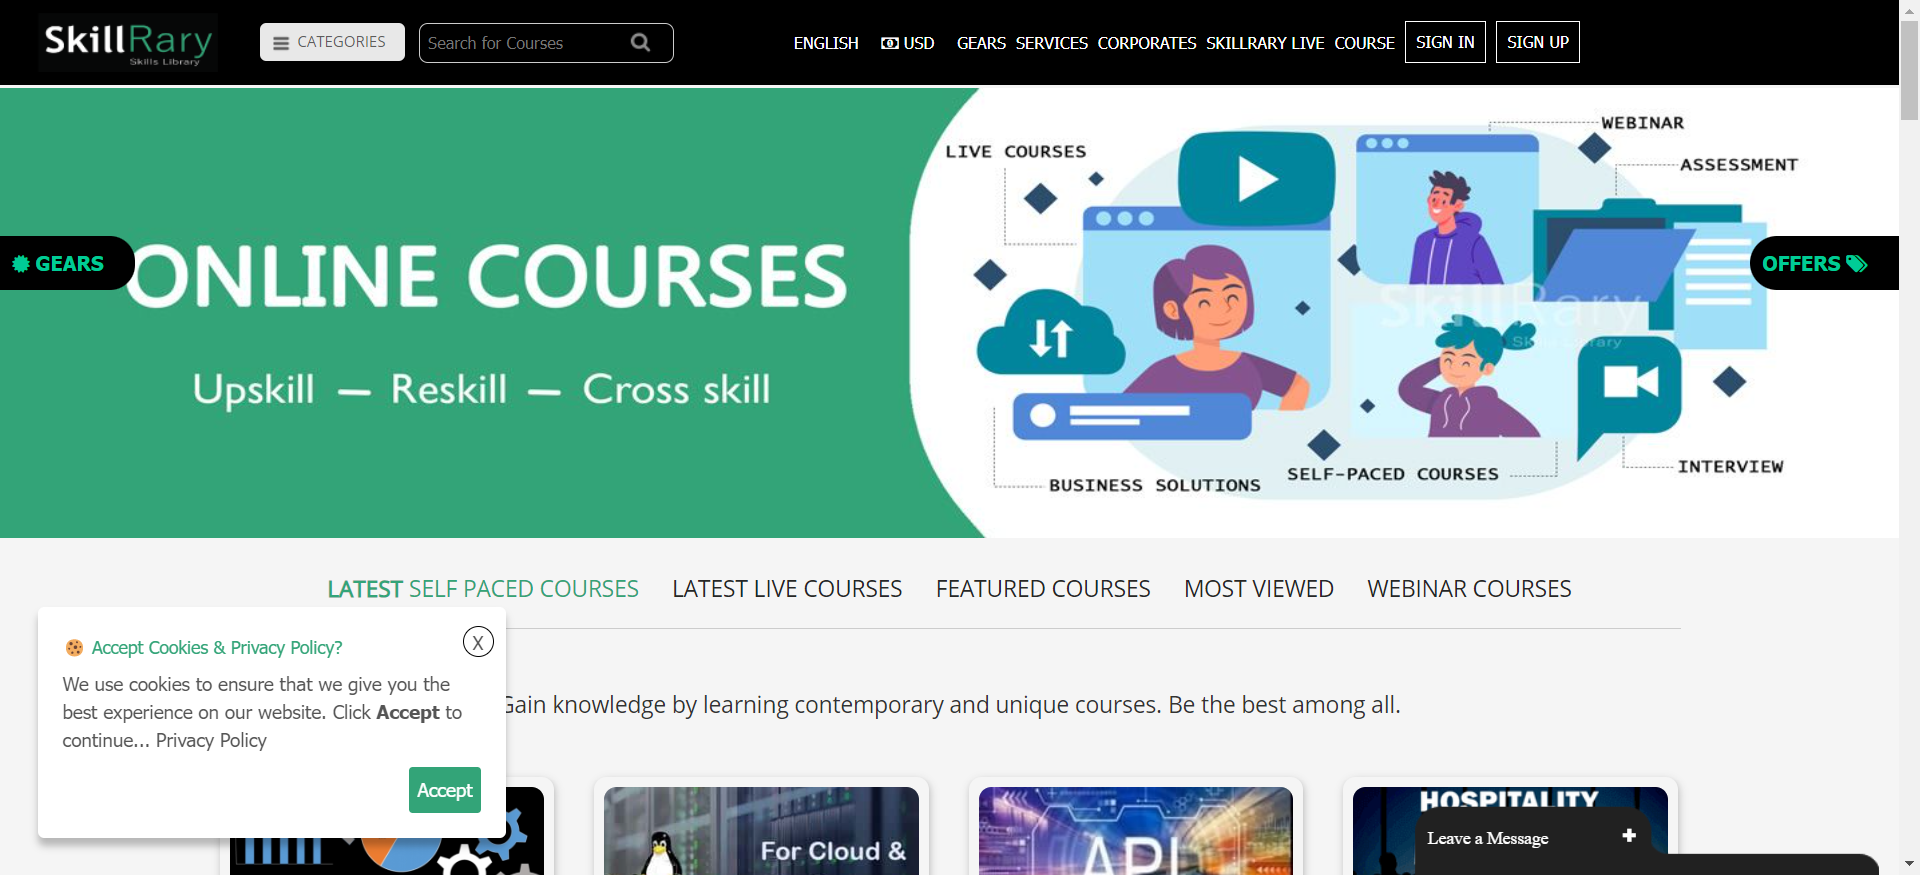 SkillRary
Skills Library
CATEGORIES
Search for Courses
ENGLISH
USD
GEARS
SERVICES
CORPORATES
SKILLRARY LIVE
COURSE
SIGN IN
SIGN UP
WEBINAR
LIVE COURSES
ASSESSMENT
GEARS
OFFERS
ONLINE COURSES
SkillRary
Skills Library
Upskill — Reskill — Cross skill
BUSINESS SOLUTIONS
SELF-PACED COURSES
INTERVIEW
LATEST SELF PACED COURSES
LATEST LIVE COURSES
FEATURED COURSES
MOST VIEWED
WEBINAR COURSES
Accept Cookies & Privacy Policy?
X
We use cookies to ensure that we give you the
best experience on our website. Click Accept to
continue... Privacy Policy
Accept
Gain knowledge by learning contemporary and unique courses. Be the best among all.
For Cloud &
API
HOSPITALITY
Leave a Message